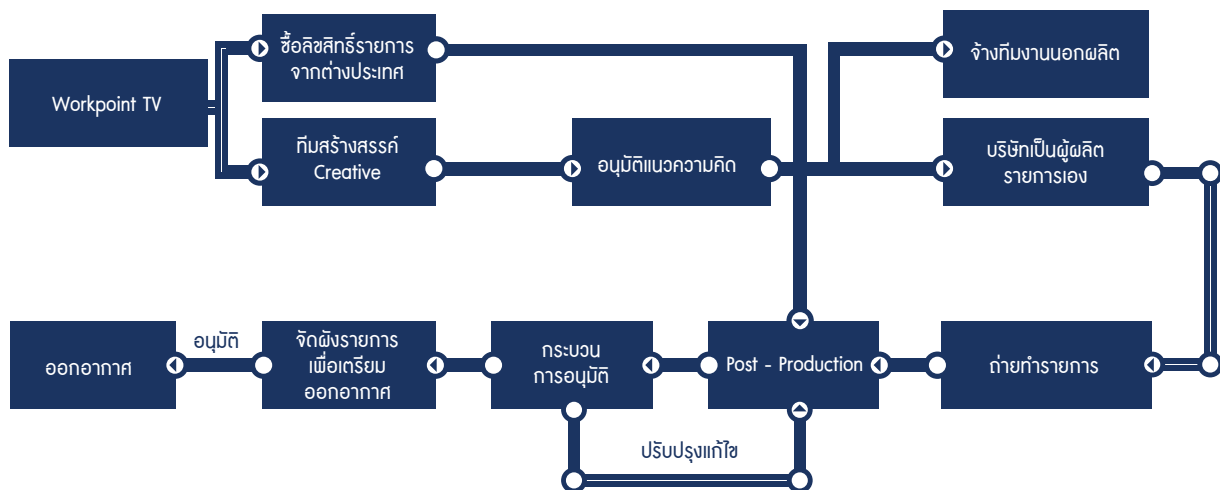 Workpoint TV
ซื้อลิขสิทธิ์รายการ
จากต่างประเทศ
จ้างทีมงานนอกผลิต
ทีมสร้างสรรค์
Creative
อนุมัติแนวความคิด
บริษัทเป็นผู้ผลิต
รายการเอง
ออกอากาศ
อนุมัติ
จัดผังรายการ
เพื่อเตรียม
ออกอากาศ
กระบวน
การอนุมัติ
Post - Production
ถ่ายทำรายการ
ปรับปรุงแก้ไข